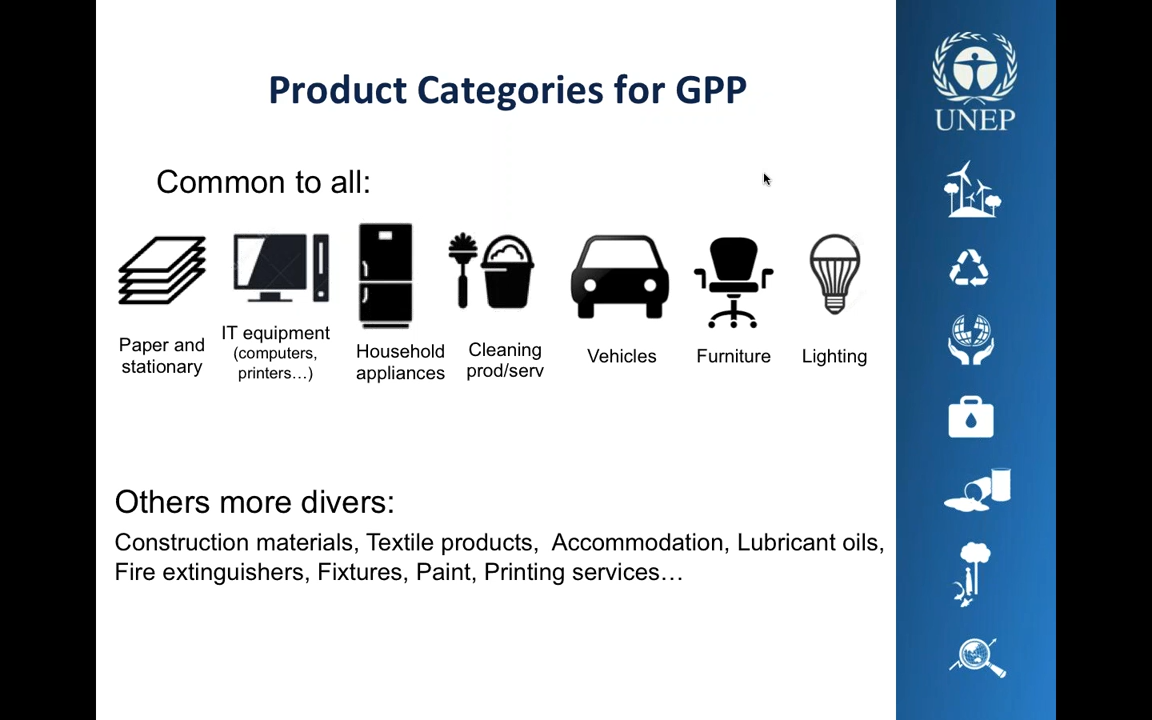 Product Categories for GPP
UNEP
Common to all:
Paper and
stationary
IT equipment
(computers,
printers…)
Household
appliances
Cleaning
prod/serv
Vehicles
Furniture
Lighting
Others more divers:
Construction materials, Textile products,  Accommodation, Lubricant oils,
Fire extinguishers, Fixtures, Paint, Printing services…